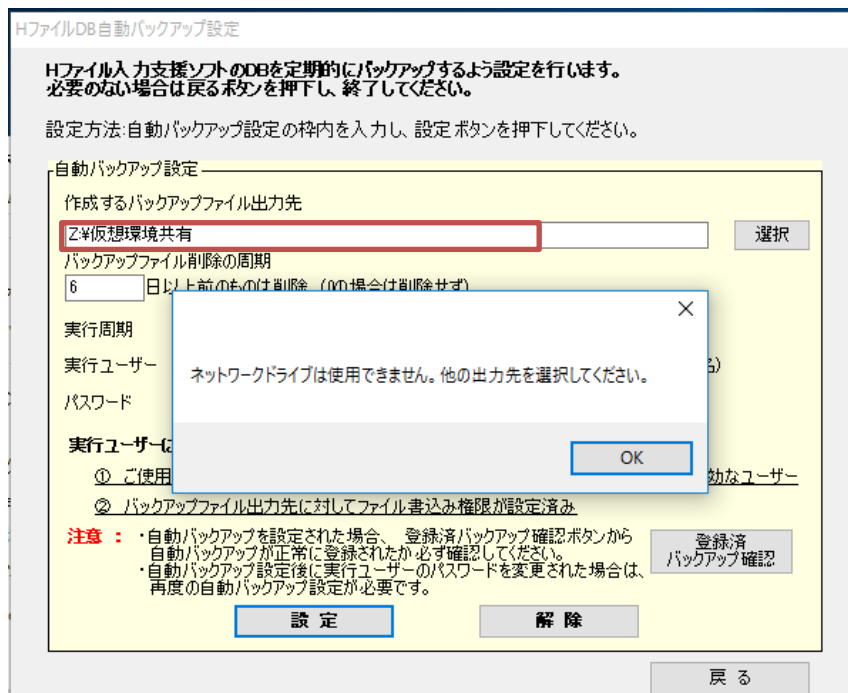 HファイルDB自動バックアップ設定
Hファイル入力支援ソフトのDBを定期的にバックアップするよう設定を行います。
必要のない場合は戻るボタンを押下し、終了してください。
設定方法:自動バックアップ設定の枠内を入力し、設定ボタンを押下してください。
自動バックアップ設定
作成するバックアップファイル出力先
Z:¥仮想環境共有
選択
バックアップファイル削除の周期
6 日以上前のものは削除 (0の場合は削除せず)
実行周期
実行ユーザー
ネットワークドライブは使用できません。他の出力先を選択してください。
パスワード
OK
実行ユーザーは
① ご使用
効なユーザー
② バックアップファイル出力先に対してファイル書込み権限が設定済み
注意 : ・自動バックアップを設定された場合、登録済バックアップ確認ボタンから
自動バックアップが正常に登録されたか必ず確認してください。
・自動バックアップ設定後に実行ユーザーのパスワードを変更された場合は、
再度の自動バックアップ設定が必要です。
登録済
バックアップ確認
設 定
解 除
戻 る